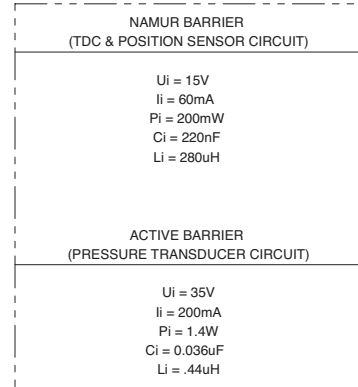 NAMUR BARRIER
(TDC & POSITION SENSOR CIRCUIT)
Ui = 15V
Ii = 60mA
Pi = 200mW
Ci = 220nF
Li = 280uH
ACTIVE BARRIER
(PRESSURE TRANSDUCER CIRCUIT)
Ui = 35V
Ii = 200mA
Pi = 1.4W
Ci = 0.036uF
Li = .44uH